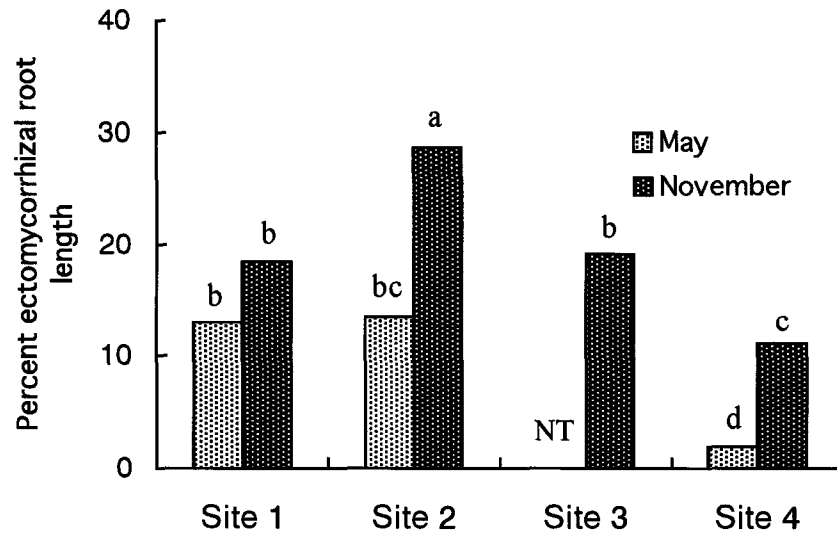 40
30
20
10
0
Percent ectomycorrhizal root
length
May
November
b
b
bc
a
NT
b
d
c
Site 1
Site 2
Site 3
Site 4